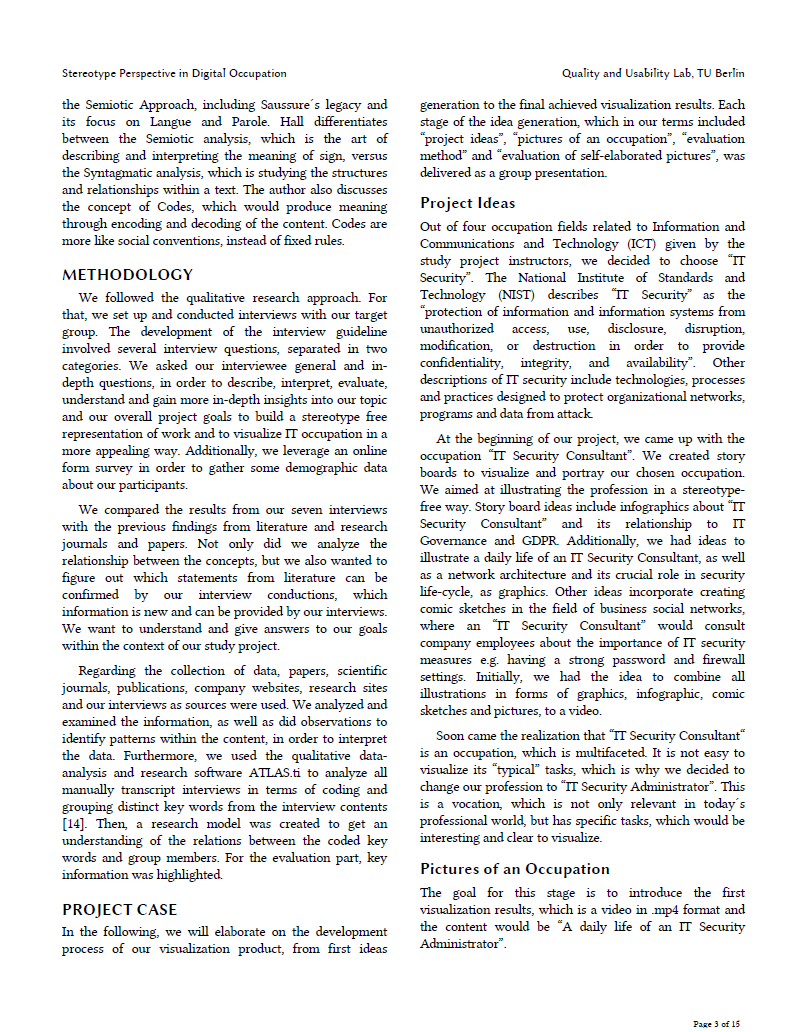 Stereotype Perspective in Digital Occupation
Quality and Usability Lab, TU Berlin
the Semiotic Approach, including Saussure´s legacy and
its focus on Langue and Parole. Hall differentiates
between the Semiotic analysis, which is the art of
describing and interpreting the meaning of sign, versus
the Syntagmatic analysis, which is studying the structures
and relationships within a text. The author also discusses
the concept of Codes, which would produce meaning
through encoding and decoding of the content. Codes are
more like social conventions, instead of fixed rules.
METHODOLOGY
We followed the qualitative research approach. For
that, we set up and conducted interviews with our target
group. The development of the interview guideline
involved several interview questions, separated in two
categories. We asked our interviewee general and in-
depth questions, in order to describe, interpret, evaluate,
understand and gain more in-depth insights into our topic
and our overall project goals to build a stereotype free
representation of work and to visualize IT occupation in a
more appealing way. Additionally, we leverage an online
form survey in order to gather some demographic data
about our participants.
We compared the results from our seven interviews
with the previous findings from literature and research
journals and papers. Not only did we analyze the
relationship between the concepts, but we also wanted to
figure out which statements from literature can be
confirmed by our interview conductions, which
information is new and can be provided by our interviews.
We want to understand and give answers to our goals
within the context of our study project.
Regarding the collection of data, papers, scientific
journals, publications, company websites, research sites
and our interviews as sources were used. We analyzed and
examined the information, as well as did observations to
identify patterns within the content, in order to interpret
the data. Furthermore, we used the qualitative data-
analysis and research software ATLAS.ti to analyze all
manually transcript interviews in terms of coding and
grouping distinct key words from the interview contents
[14]. Then, a research model was created to get an
understanding of the relations between the coded key
words and group members. For the evaluation part, key
information was highlighted.
PROJECT CASE
In the following, we will elaborate on the development
process of our visualization product, from first ideas
generation to the final achieved visualization results. Each
stage of the idea generation, which in our terms included
“project ideas”, “pictures of an occupation”, “evaluation
method” and “evaluation of self-elaborated pictures”, was
delivered as a group presentation.
Project Ideas
Out of four occupation fields related to Information and
Communications and Technology (ICT) given by the
study project instructors, we decided to choose “IT
Security”. The National Institute of Standards and
Technology (NIST) describes “IT Security” as the
“protection of information and information systems from
unauthorized access, use, disclosure, disruption,
modification, or destruction in order to provide
confidentiality, integrity, and availability”. Other
descriptions of IT security include technologies, processes
and practices designed to protect organizational networks,
programs and data from attack.
At the beginning of our project, we came up with the
occupation “IT Security Consultant”. We created story
boards to visualize and portray our chosen occupation.
We aimed at illustrating the profession in a stereotype-
free way. Story board ideas include infographics about “IT
Security Consultant” and its relationship to IT
Governance and GDPR. Additionally, we had ideas to
illustrate a daily life of an IT Security Consultant, as well
as a network architecture and its crucial role in security
life-cycle, as graphics. Other ideas incorporate creating
comic sketches in the field of business social networks,
where an “IT Security Consultant” would consult
company employees about the importance of IT security
measures e.g. having a strong password and firewall
settings. Initially, we had the idea to combine all
illustrations in forms of graphics, infographic, comic
sketches and pictures, to a video.
Soon came the realization that “IT Security Consultant“
is an occupation, which is multifaceted. It is not easy to
visualize its “typical” tasks, which is why we decided to
change our profession to “IT Security Administrator”. This
is a vocation, which is not only relevant in today´s
professional world, but has specific tasks, which would be
interesting and clear to visualize.
Pictures of an Occupation
The goal for this stage is to introduce the first
visualization results, which is a video in .mp4 format and
the content would be “A daily life of an IT Security
Administrator”.
Page 3 of 15